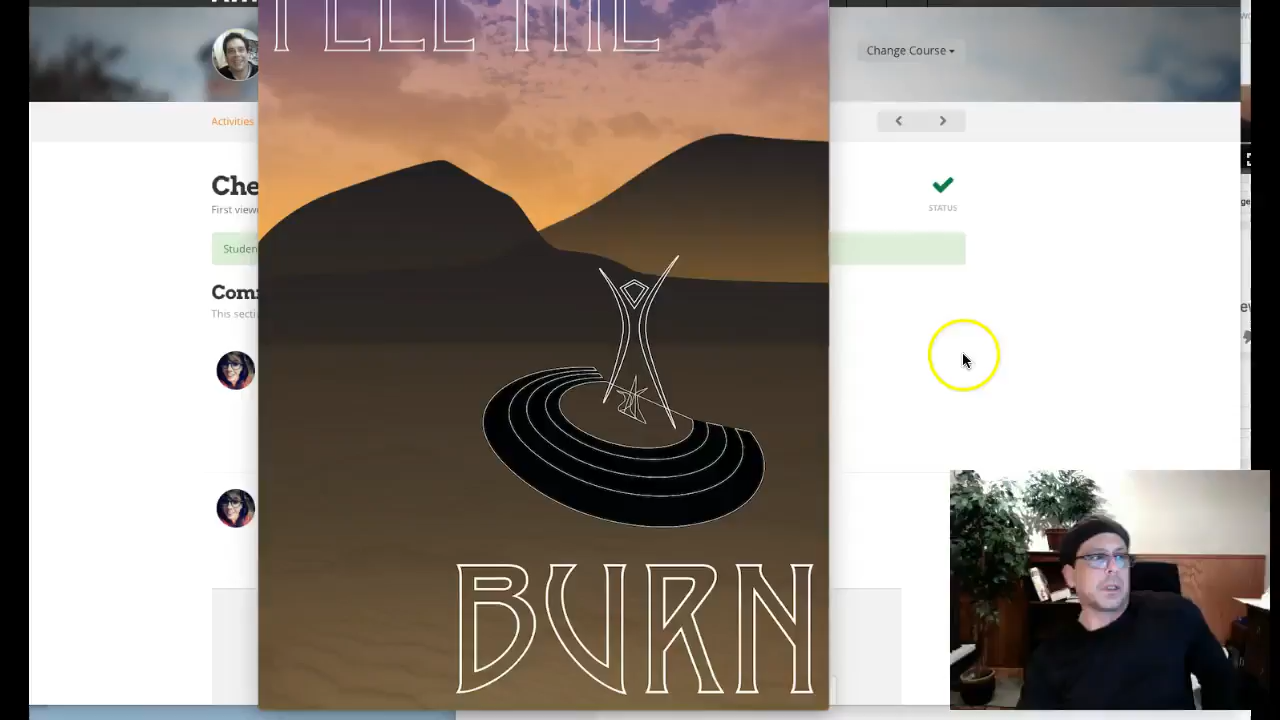 FEEL THE
Change Course
Activities
Che
First view
STATUS
Studen
Com
This secti
BURN